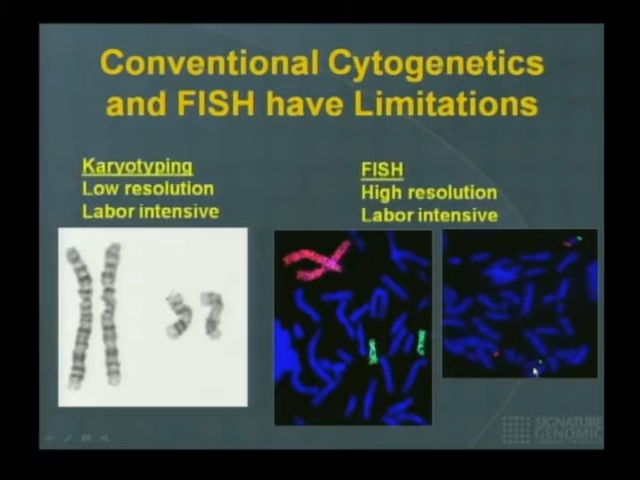 Conventional Cytogenetics
and FISH have Limitations
Karyotyping
Low resolution
Labor intensive
FISH
High resolution
Labor intensive
SIGNATURE
GENOMIC